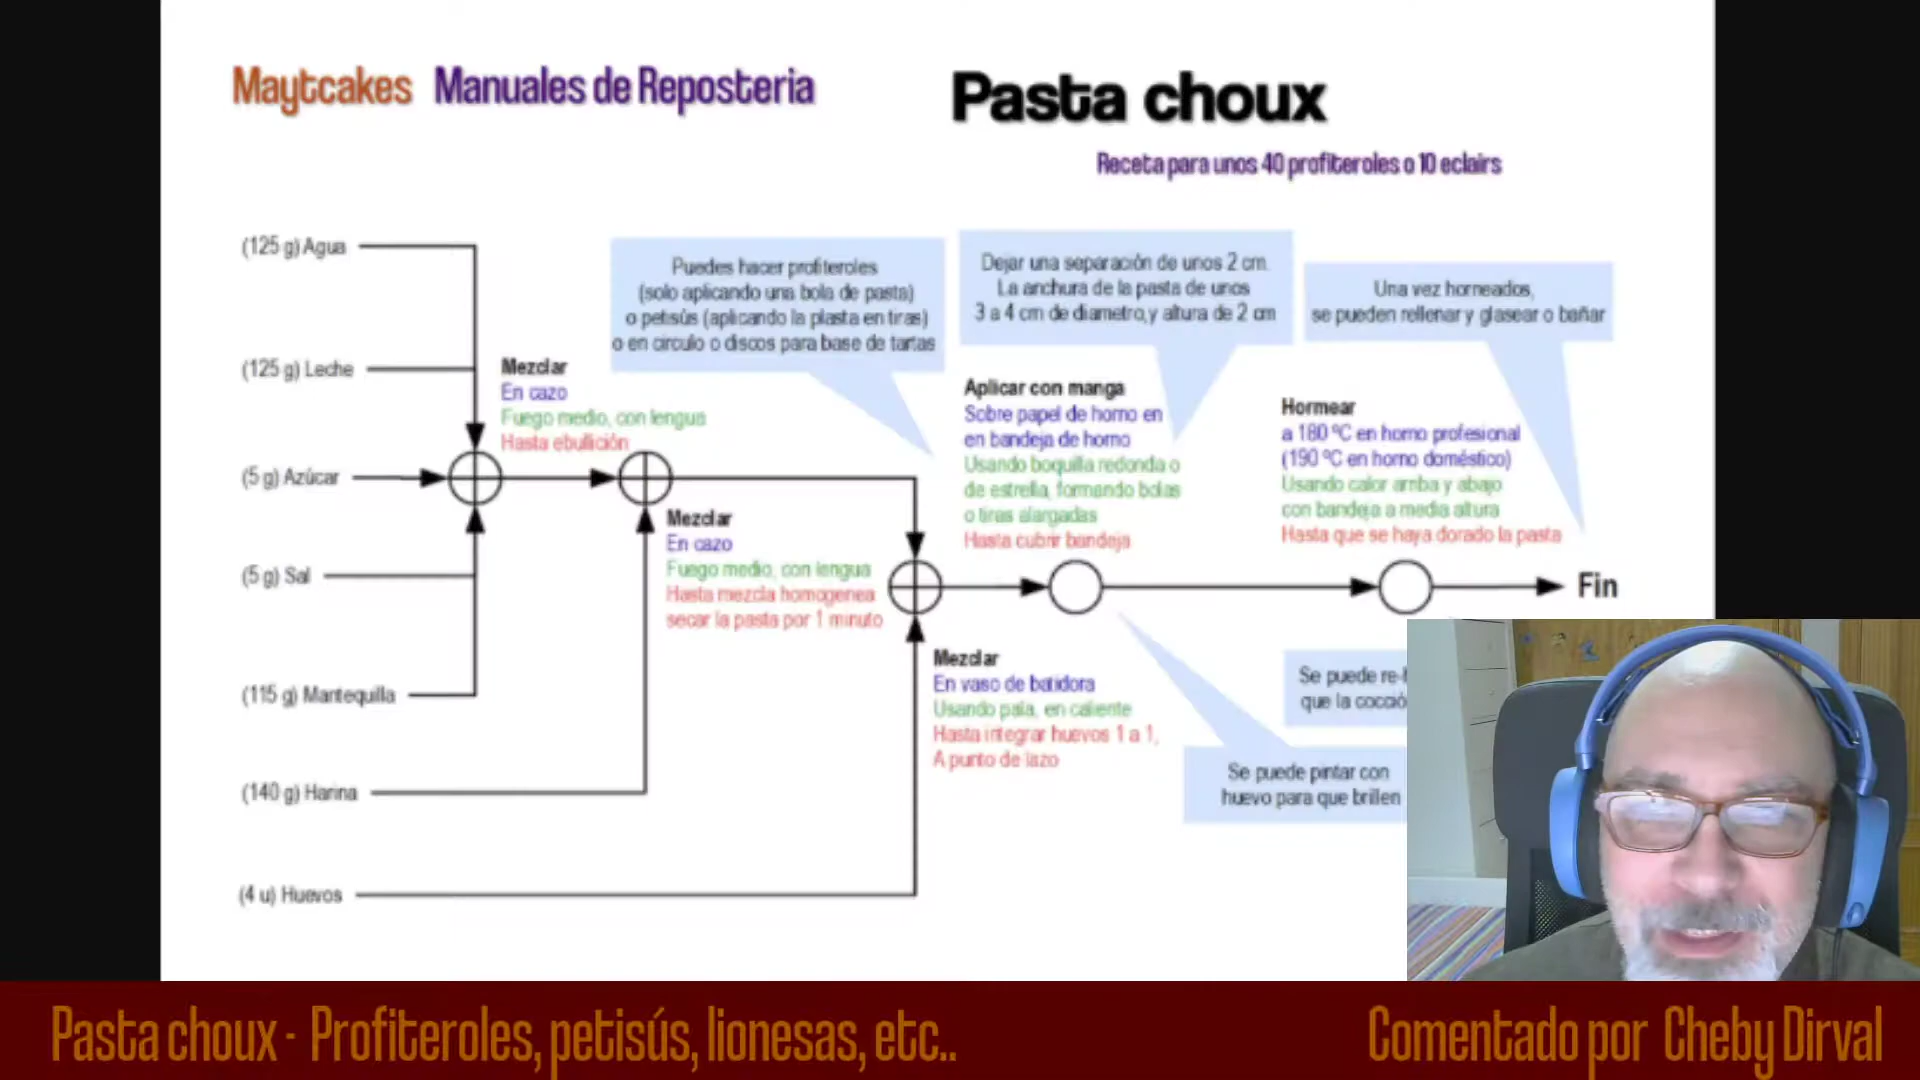 Maytcakes Manuales de Reposteria
Pasta choux
Receta para unos 40 profiteroles o 10 eclairs
(125 g) Agua
(125 g) Leche
(5 g) Azúcar
(5 g) Sal
(115 g) Mantequilla
(140 g) Harina
(4 u) Huevos
Mezclar
En cazo
Fuego medio, con lengua
Hasta ebullición
Mezclar
En cazo
Fuego medio, con lengua
Hasta mezcla homogenea
secar la pasta por 1 minuto
Puedes hacer profiteroles
(solo aplicando una bola de pasta)
o petisús (aplicando la plasta en tiras)
o en circulo o discos para base de tartas
Mezclar
En vaso de batidora
Usando pala, en caliente
Hasta integrar huevos 1 a 1,
A punto de lazo
Dejar una separación de unos 2 cm.
La anchura de la pasta de unos
3 a 4 cm de diametro,y altura de 2 cm
Aplicar con manga
Sobre papel de horno en
en bandeja de horno
Usando boquilla redonda o
de estrella, formando bolas
o tiras alargadas
Hasta cubrir bandeja
Se puede pintar con
huevo para que brillen
Una vez horneados,
se pueden rellenar y glasear o bañar
Hornear
a 180 ºC en horno profesional
(190 ºC en horno doméstico)
Usando calor arriba y abajo
con bandeja a media altura
Hasta que se haya dorado la pasta
Fin
Se puede re-
que la cocció
Pasta choux - Profiteroles, petisús, lionesas, etc..
Comentado por Cheby Dirval